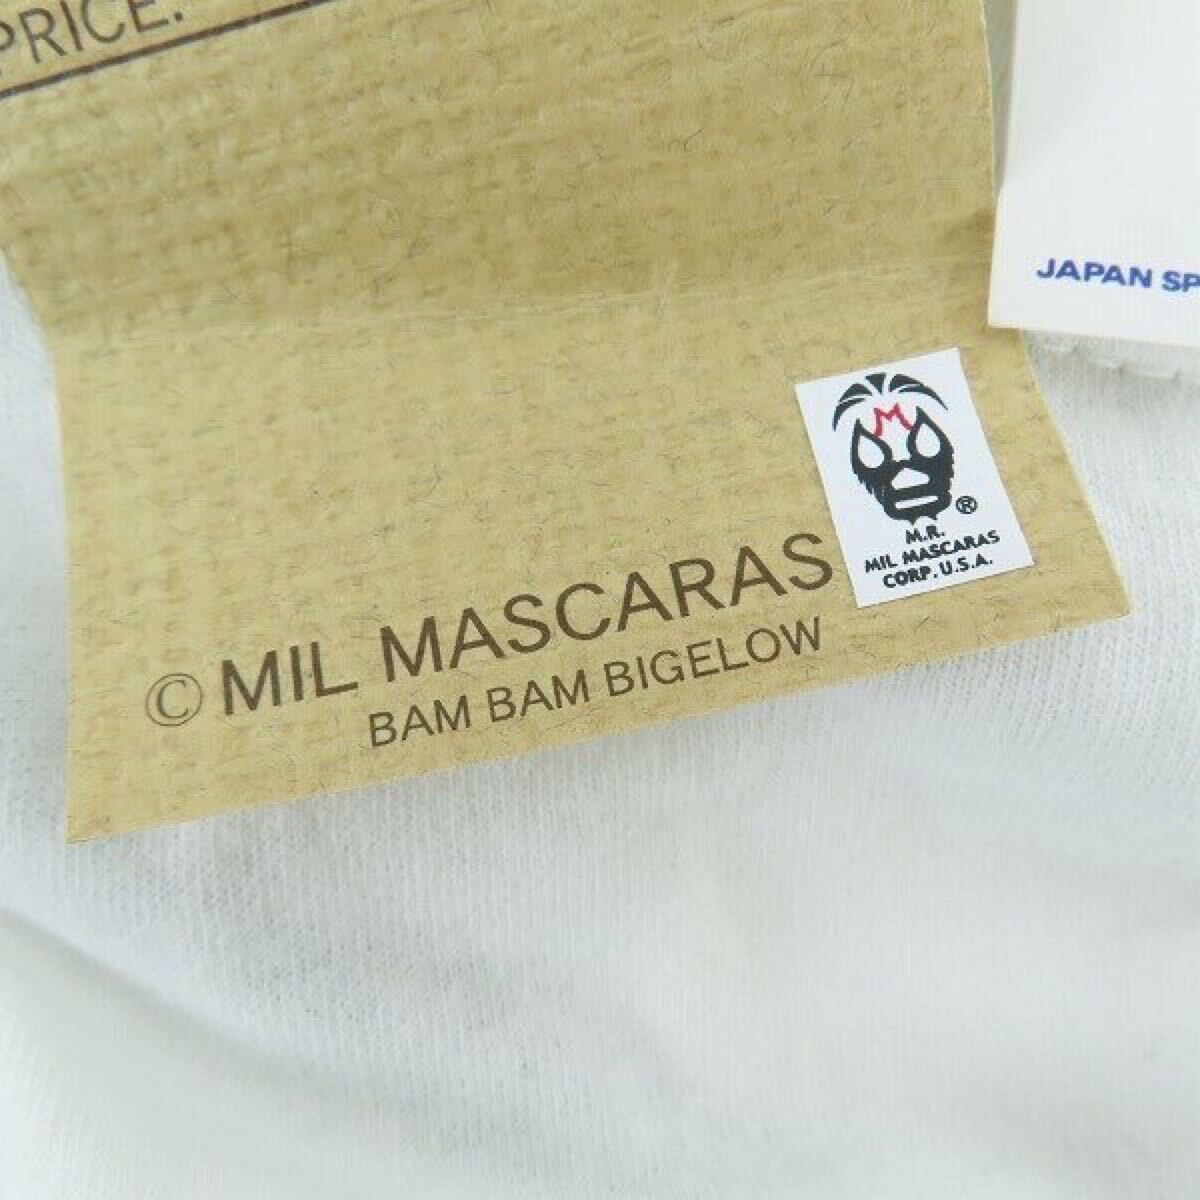 PRICE.
JAPAN SP
M
®
M.R.
MIL MASCARAS
CORP. U.S.A.
© MIL MASCARAS
BAM BAM BIGELOW